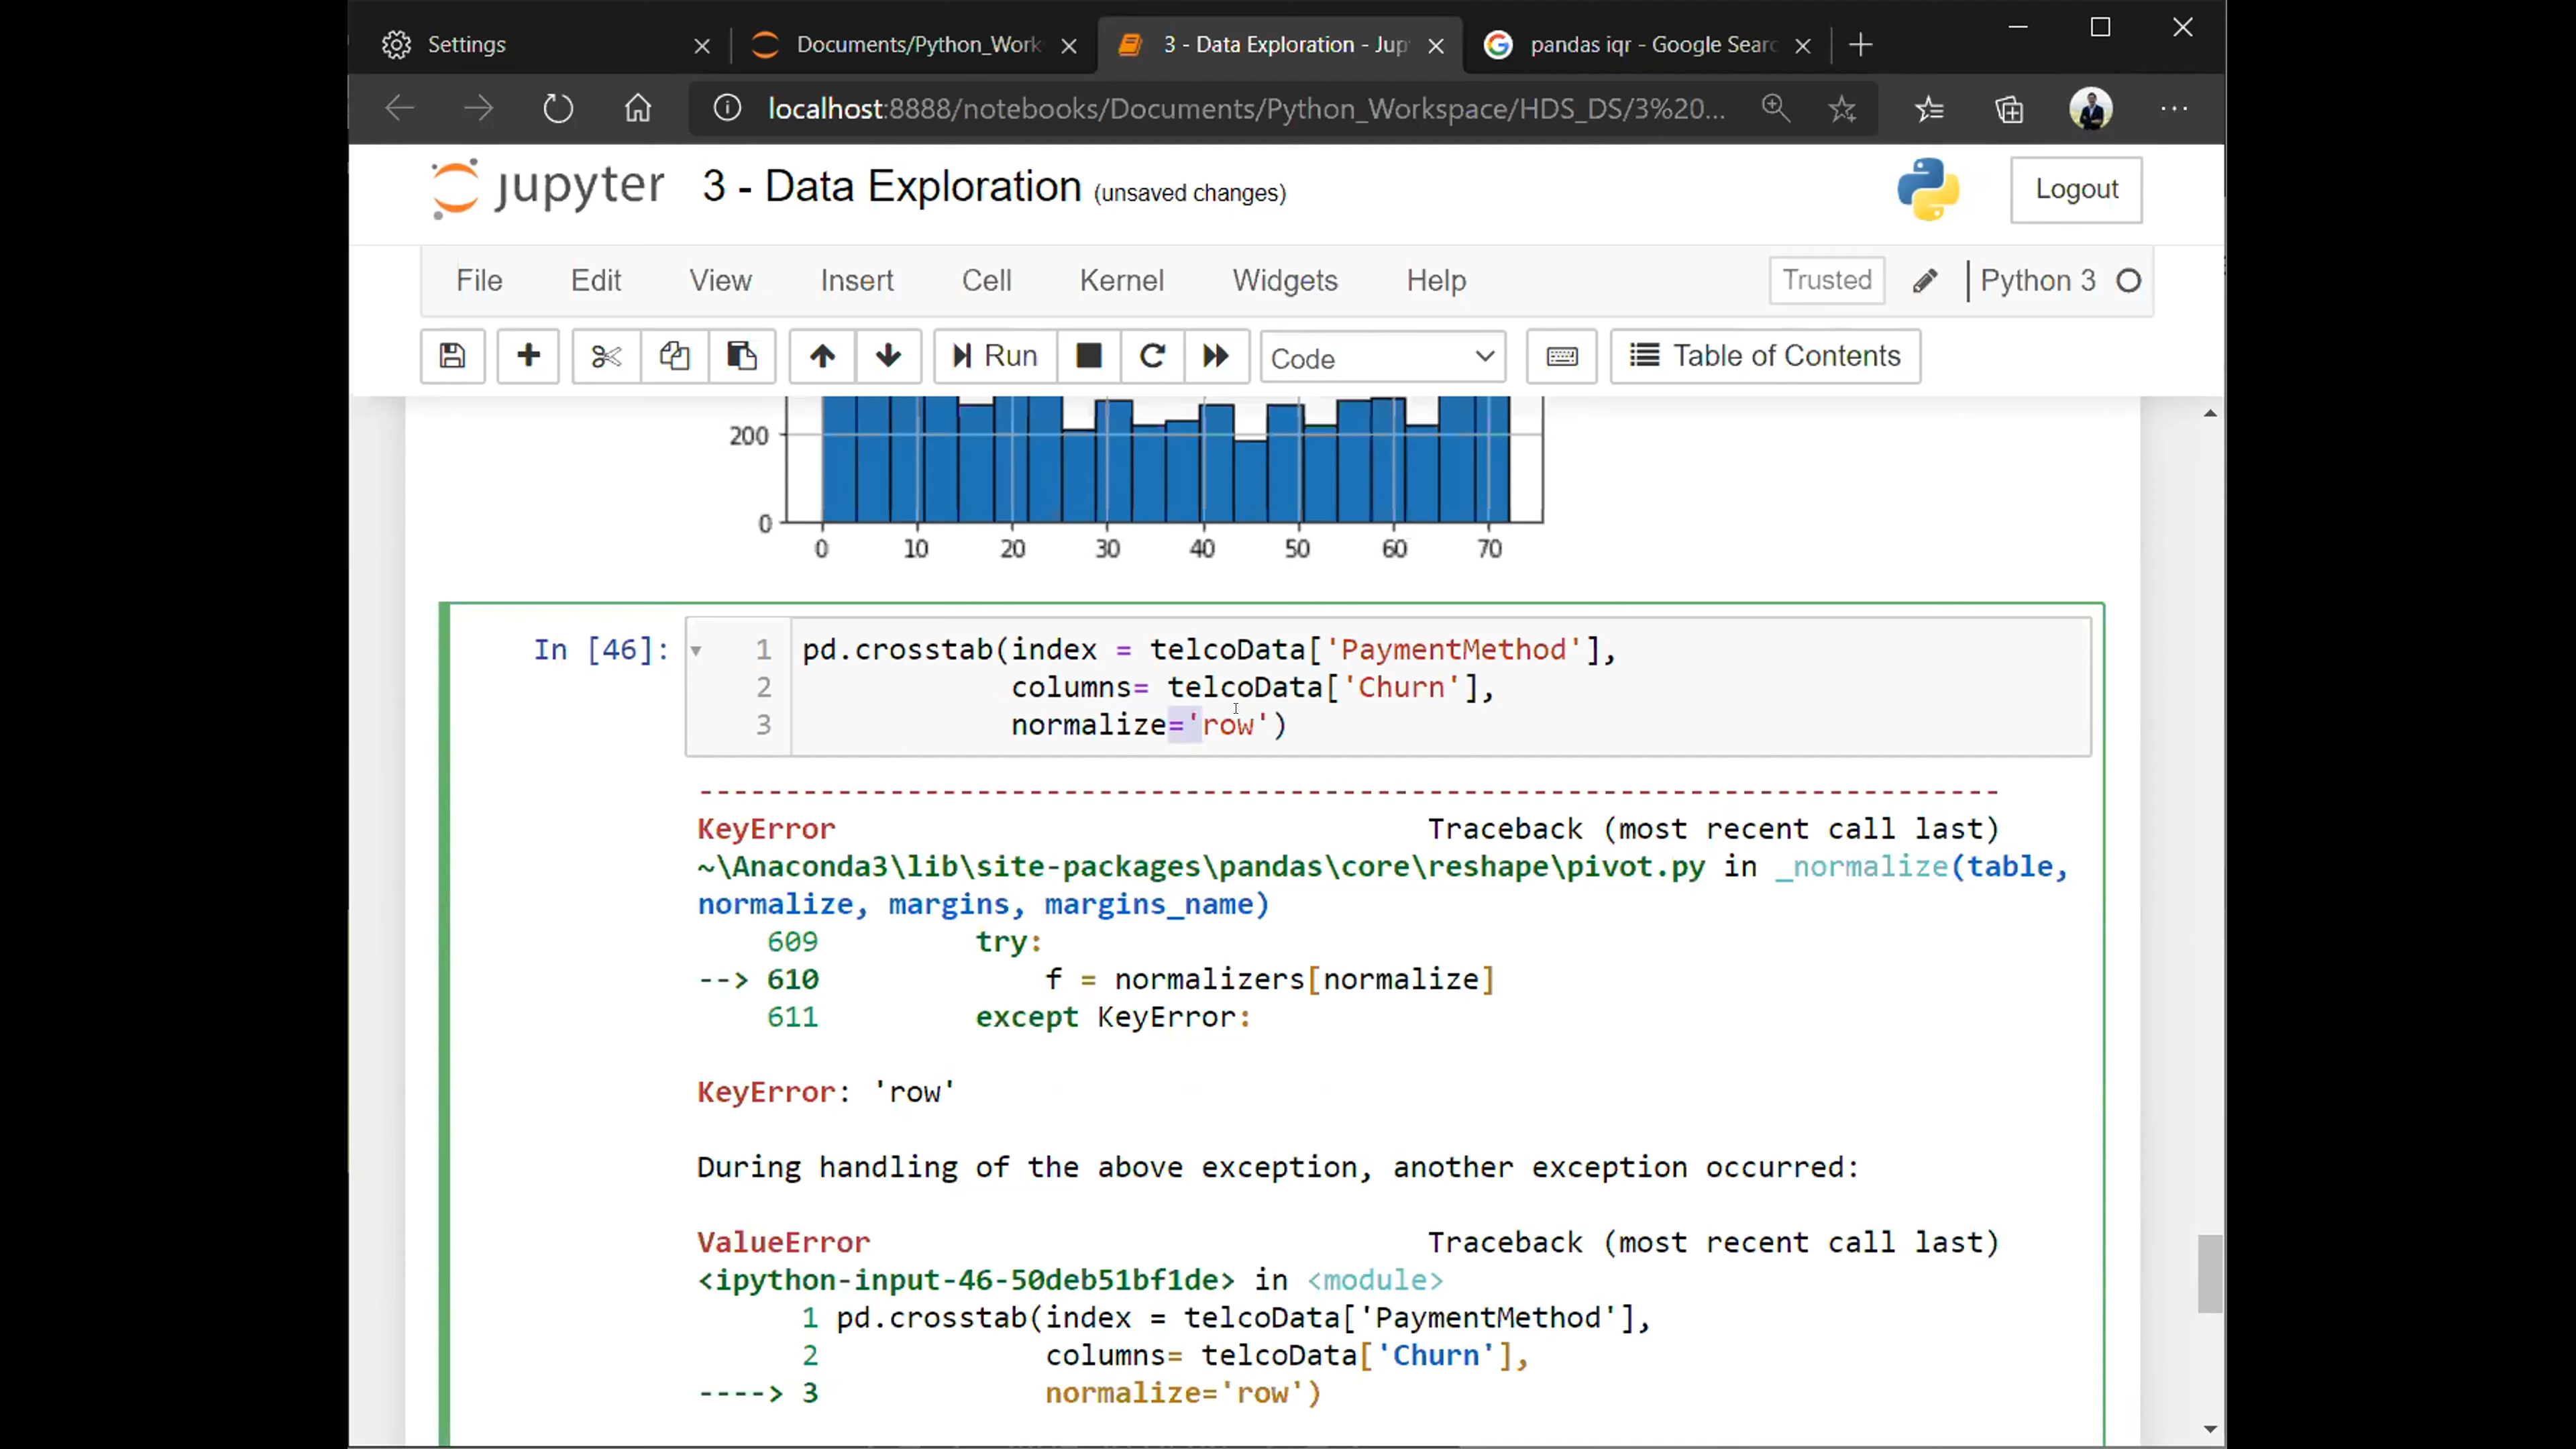 Settings
Documents/Python_Work
3 - Data Exploration - Jup
pandas iqr - Google Searc
localhost:8888/notebooks/Documents/Python_Workspace/HDS_DS/3%20...
jupyter 3 - Data Exploration (unsaved changes)
Logout
File Edit View Insert Cell Kernel Widgets Help Trusted Python 3
Run Code Table of Contents
200
0
0 10 20 30 40 50 60 70
In [46]:
1 pd.crosstab(index = telcoData['PaymentMethod'],
2 columns= telcoData['Churn'],
3 normalize='row')
---------------------------------------------------------------------------
KeyError Traceback (most recent call last)
~\Anaconda3\lib\site-packages\pandas\core\reshape\pivot.py in _normalize(table,
normalize, margins, margins_name)
609 try:
--> 610 f = normalizers[normalize]
611 except KeyError:
KeyError: 'row'
During handling of the above exception, another exception occurred:
ValueError Traceback (most recent call last)
<ipython-input-46-50deb51bf1de> in <module>
1 pd.crosstab(index = telcoData['PaymentMethod'],
2 columns= telcoData['Churn'],
----> 3 normalize='row')